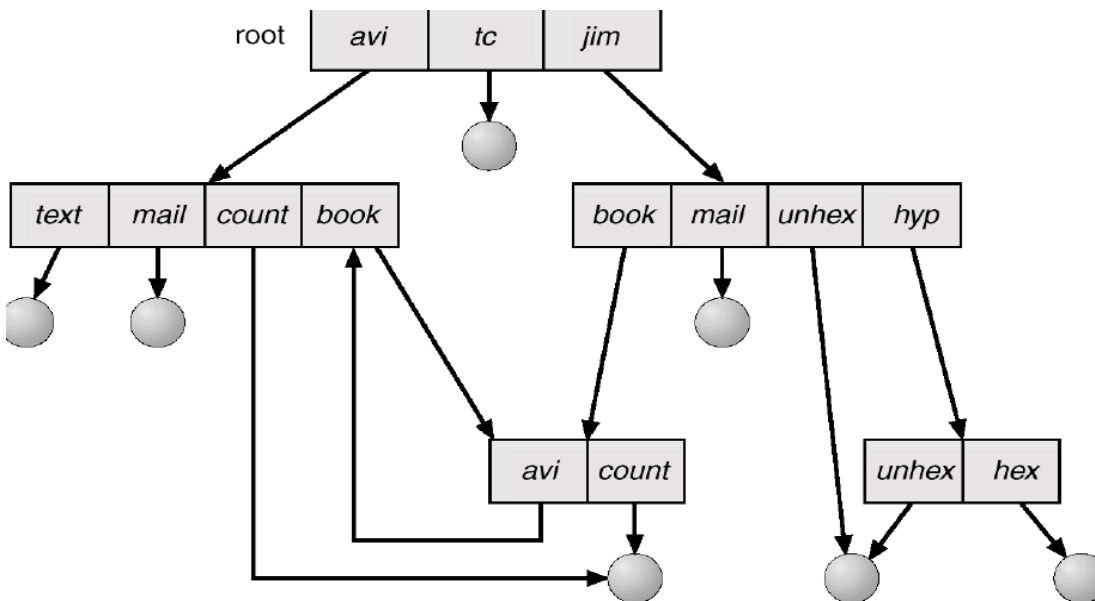 root avi tc jim
text mail count book book mail unhex hyp
avi count unhex hex